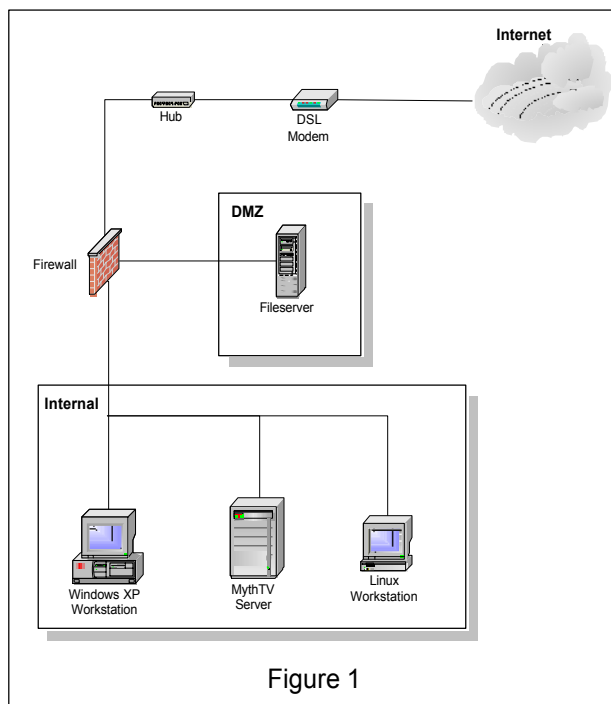 Internet
Hub
DSL
Modem
DMZ
Firewall
Fileserver
Internal
Windows XP
Workstation
MythTV
Server
Linux
Workstation
Figure 1